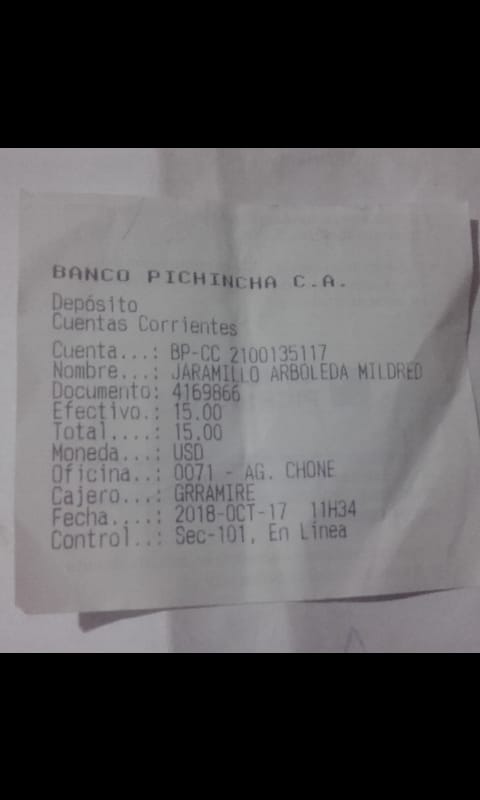 BANCO PICHINCHA C.A.
Depósito
Cuentas Corrientes
Cuenta...: BP-CC 2100135117
Nombre...: JARAMILLO ARBOLEDA MILDRED
Documento: 4169866
Efectivo.: 15.00
Total....: 15.00
Moneda...: USD
Oficina..: 0071 - AG. CHONE
Cajero...: GRRAMIRE
Fecha....: 2018-OCT-17 11H34
Control..: Sec-101, En Línea